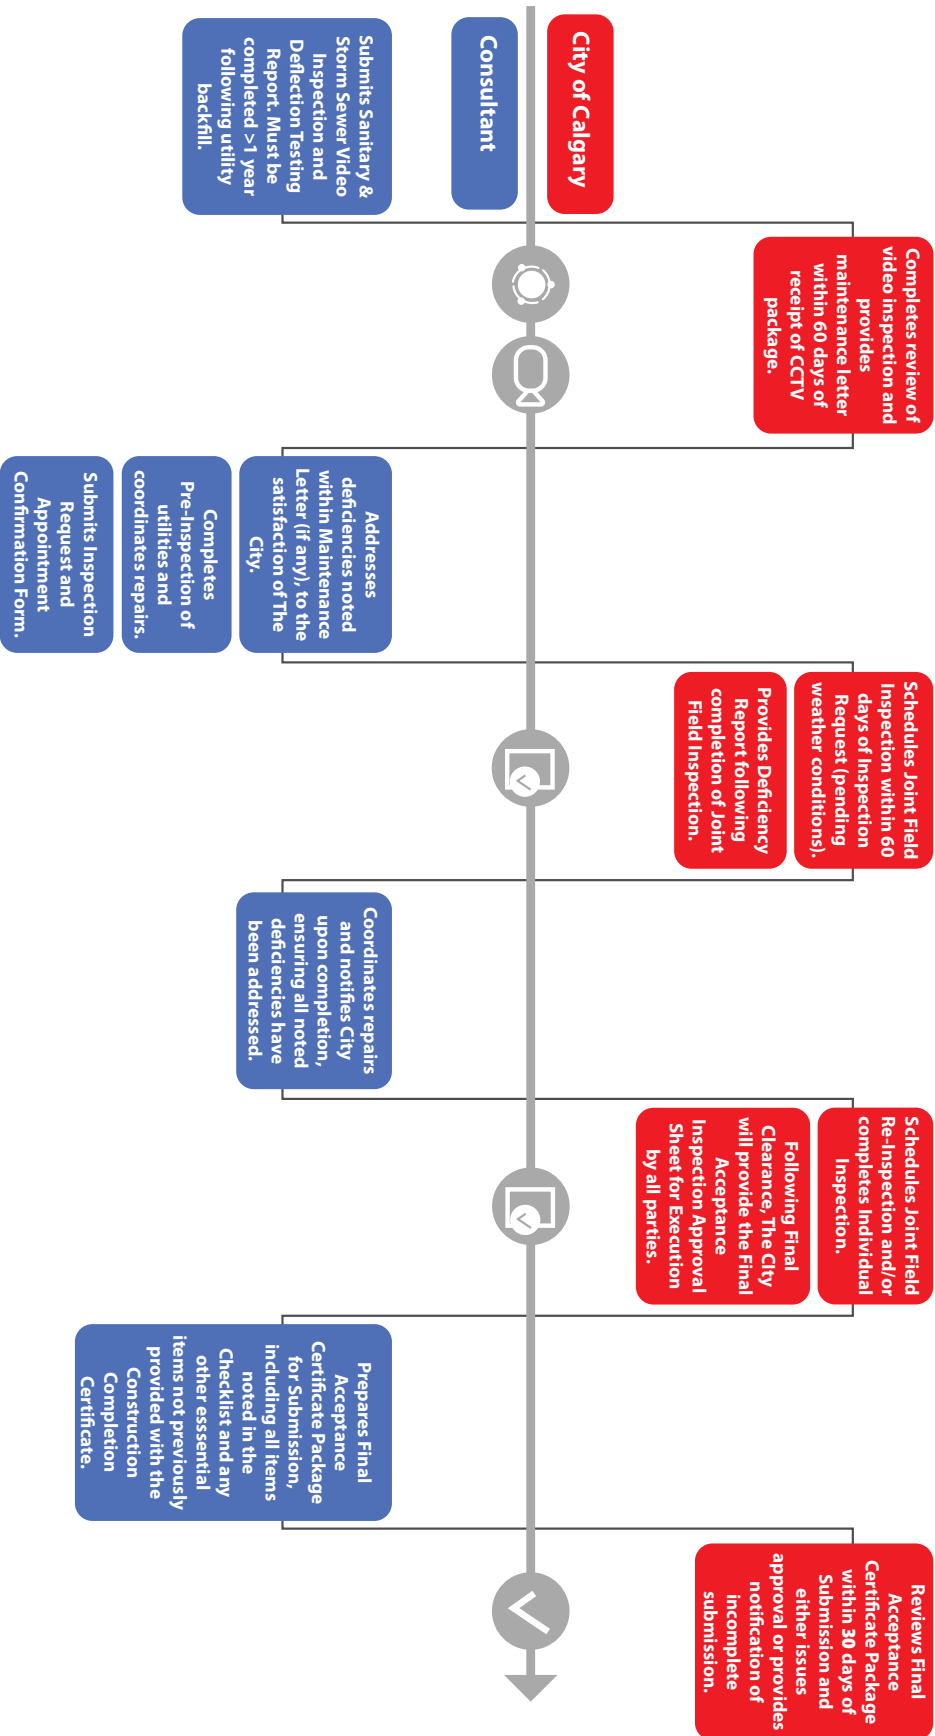 City of Calgary
Consultant
Submits Sanitary &
Storm Sewer Video
Inspection and
Deflection Testing
Report. Must be
completed >1 year
following utility
backfill.
Completes review of
video inspection and
provides
maintenance letter
within 60 days of
receipt of CCTV
package.
Addresses
deficiencies noted
within Maintenance
Letter (if any), to the
satisfaction of The
City.
Completes
Pre-Inspection of
utilities and
coordinates repairs.
Submits Inspection
Request and
Appointment
Confirmation Form.
Schedules Joint Field
Inspection within 60
days of Inspection
Request (pending
weather conditions).
Provides Deficiency
Report following
completion of Joint
Field Inspection.
Coordinates repairs
and notifies City
upon completion,
ensuring all noted
deficiencies have
been addressed.
Schedules Joint Field
Re-Inspection and/or
completes Individual
Inspection.
Following Final
Clearance, The CIty
will provide the Final
Acceptance
Inspection Approval
Sheet for Execution
by all parties.
Prepares Final
Acceptance
Certificate Package
for Submission,
including all items
noted in the
Checklist and any
other esssential
items not previously
provided with the
Construction
Completion
Certificate.
Reviews Final
Acceptance
Certificate Package
within 30 days of
Submission and
either issues
approval or provides
notification of
incomplete
submission.